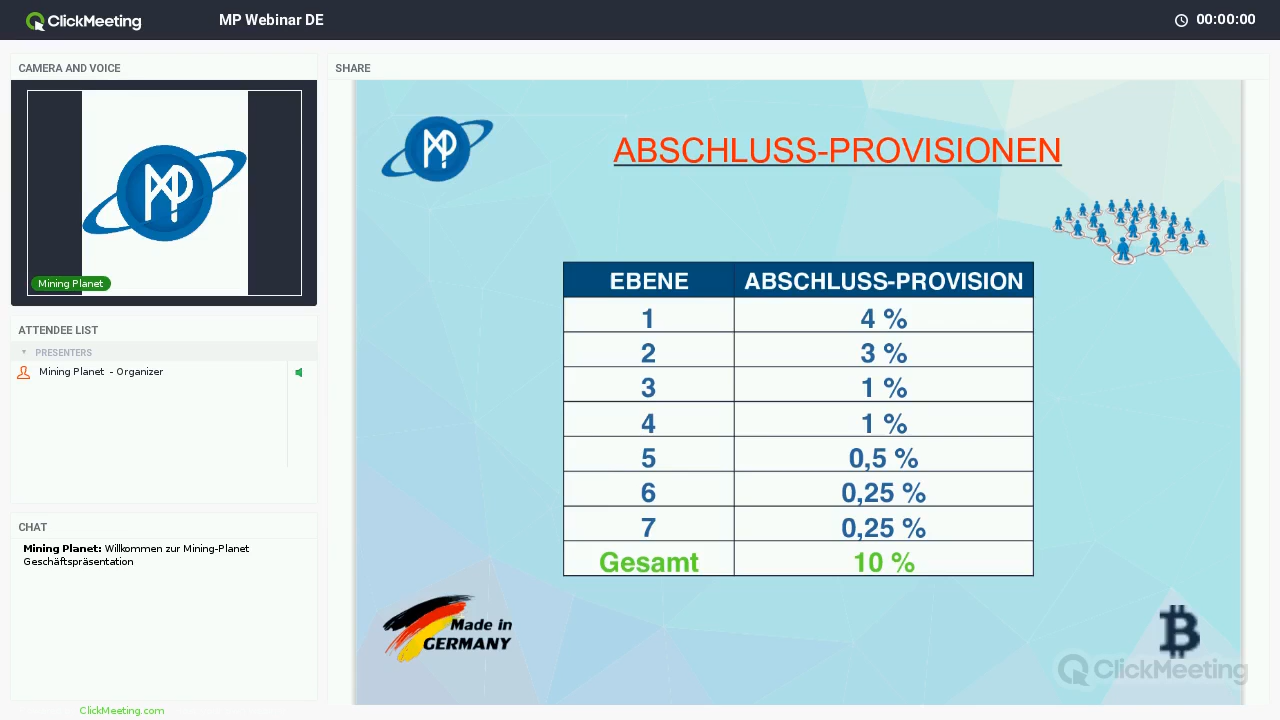 ClickMeeting
MP Webinar DE
00:00:00
CAMERA AND VOICE
MP
Mining Planet
ATTENDEE LIST
PRESENTERS
Mining Planet - Organizer
CHAT
Mining Planet: Willkommen zur Mining-Planet
Geschäftspräsentation
ClickMeeting.com
SHARE
MP
ABSCHLUSS-PROVISIONEN
EBENE ABSCHLUSS-PROVISION
1 4 %
2 3 %
3 1 %
4 1 %
5 0,5 %
6 0,25 %
7 0,25 %
Gesamt 10 %
Made in
GERMANY
ClickMeeting